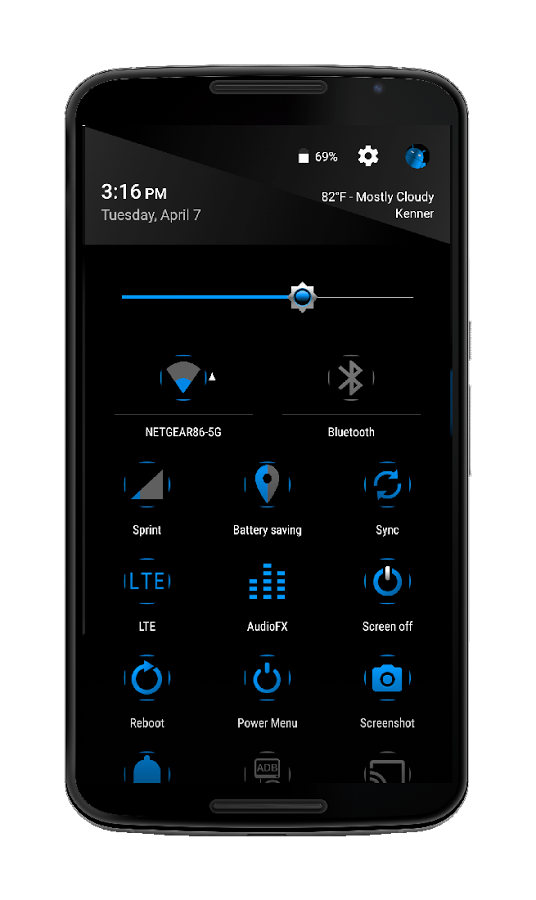 69%
3:16 PM
82°F - Mostly Cloudy
Tuesday, April 7
Kenner
NETGEAR86-5G
Bluetooth
Sprint
Battery saving
Sync
LTE
LTE
AudioFX
Screen off
Reboot
Power Menu
Screenshot
ADB